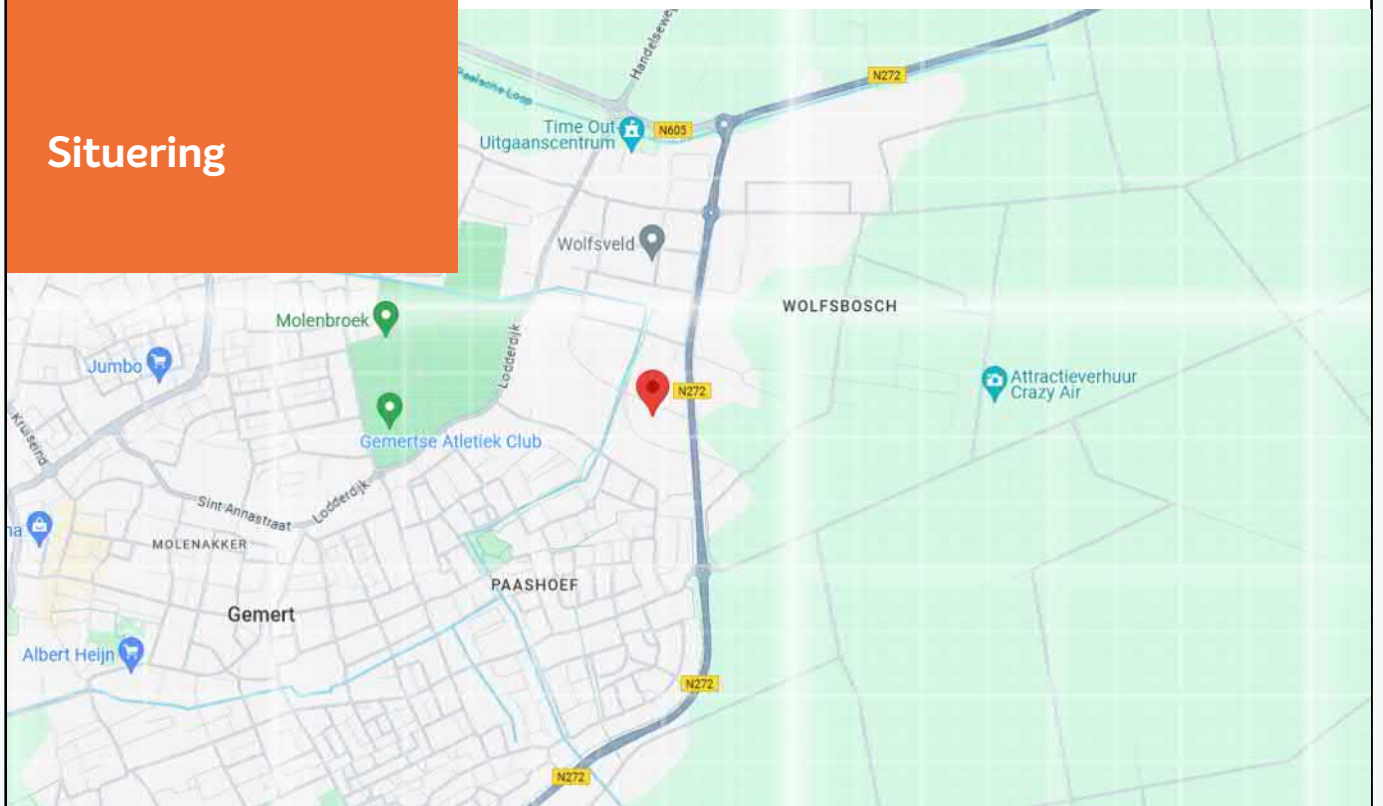 Situering
Handelseweg
N272
Peelsche Loop
Time Out
Uitgaanscentrum
N605
Wolfsveld
WOLFSBOSCH
Molenbroek
Lodderdijk
Jumbo
N272
Attractieverhuur
Crazy Air
Kruiseind
Gemertse Atletiek Club
Lodderdijk
Sint Annastraat
na
MOLENAKKER
PAASHOEF
Gemert
Albert Heijn
N272
N272